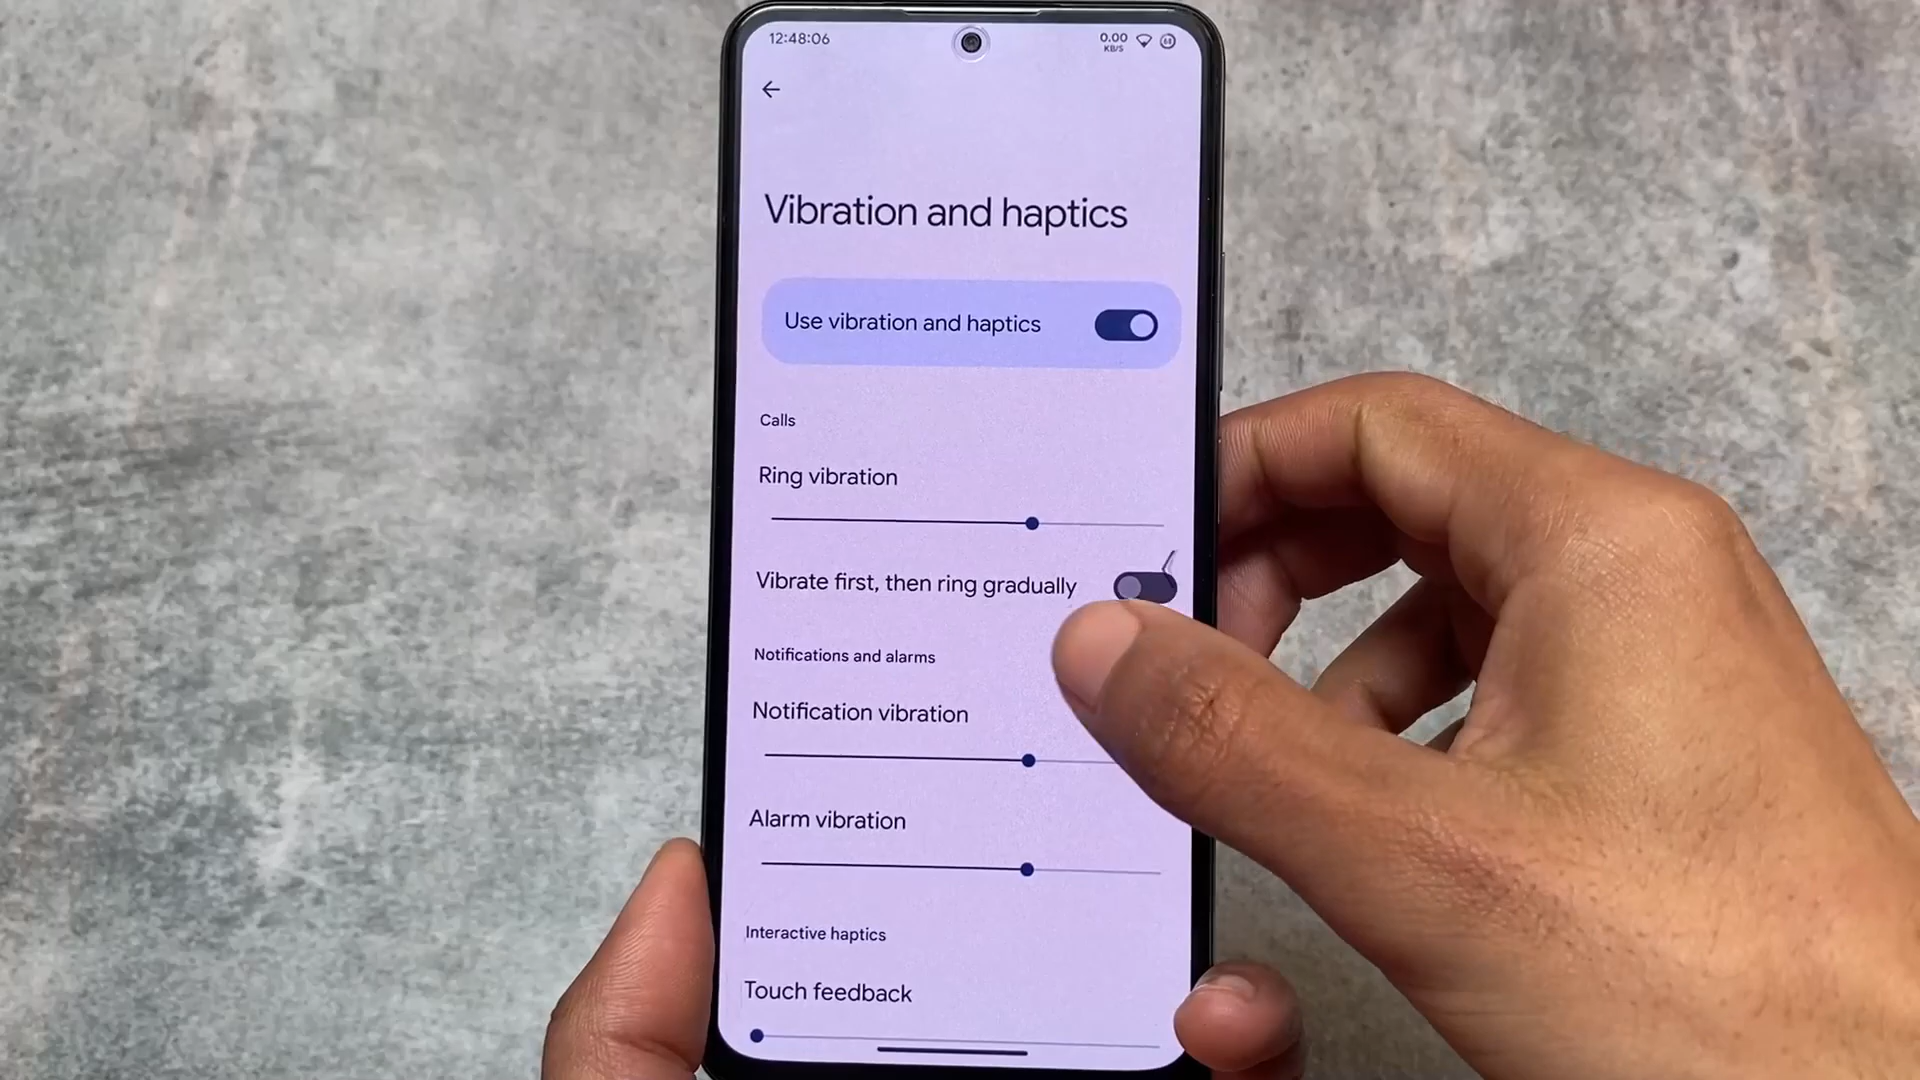 12:48:06
0.00
KB/S
68
Vibration and haptics
Use vibration and haptics
Calls
Ring vibration
Vibrate first, then ring gradually
Notifications and alarms
Notification vibration
Alarm vibration
Interactive haptics
Touch feedback